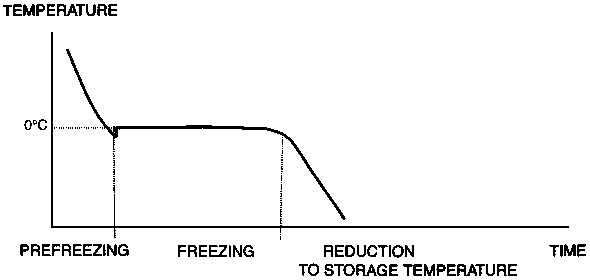 TEMPERATURE
0°C
PREFREEZING FREEZING REDUCTION TIME
TO STORAGE TEMPERATURE